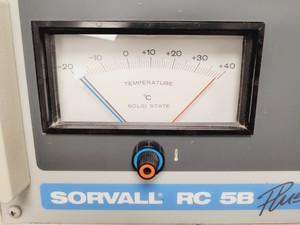 -20 -10 0 +10 +20 +30 +40
TEMPERATURE
°C
SOLID STATE
SORVALL® RC 5B Plus